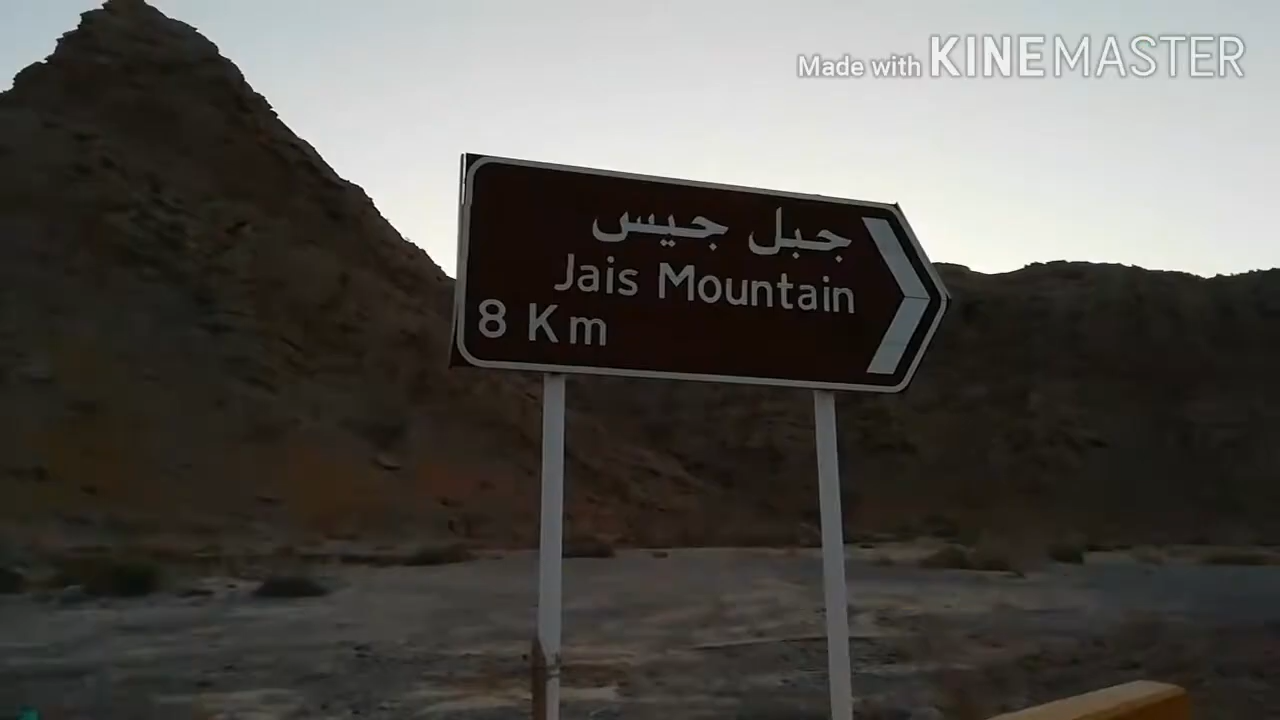 Made with KINEMASTER
جبل جيس
Jais Mountain
8 Km